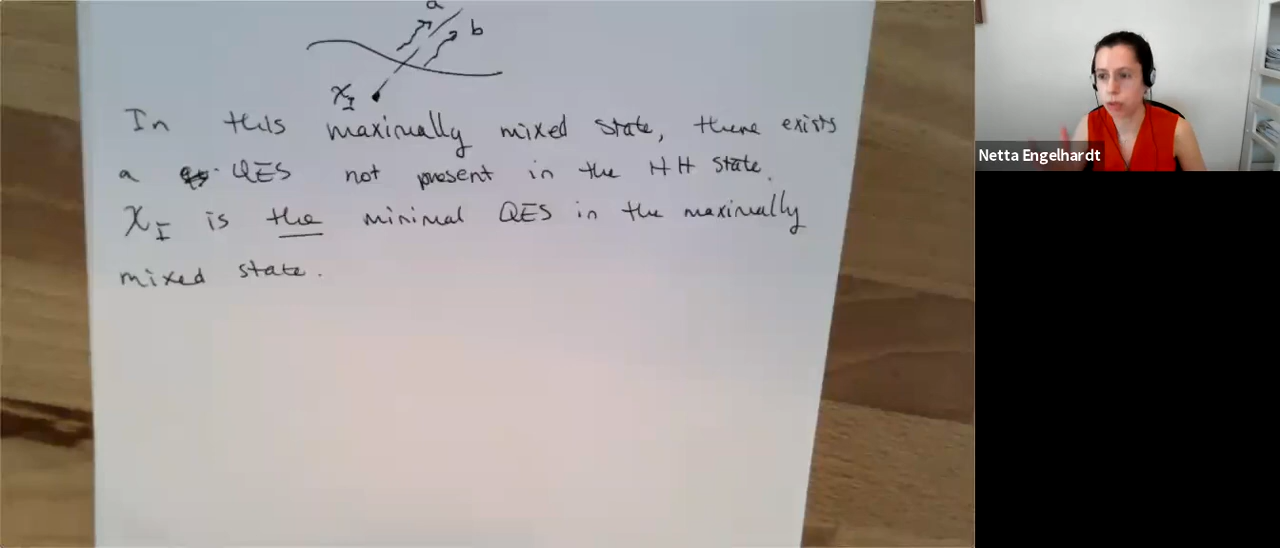 a
b
χ_I
In this maximally mixed state, there exists
a QES not present in the HH state.
χ_I is the minimal QES in the maximally
mixed state.
Netta Engelhardt